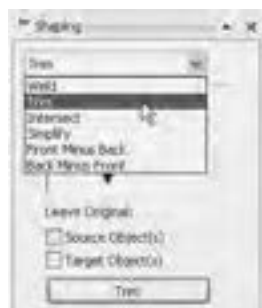 Shaping
Trim
Weld
Trim
Intersect
Simplify
Front Minus Back
Back Minus Front
Leave Original:
Source Object(s)
Target Object(s)
Trim